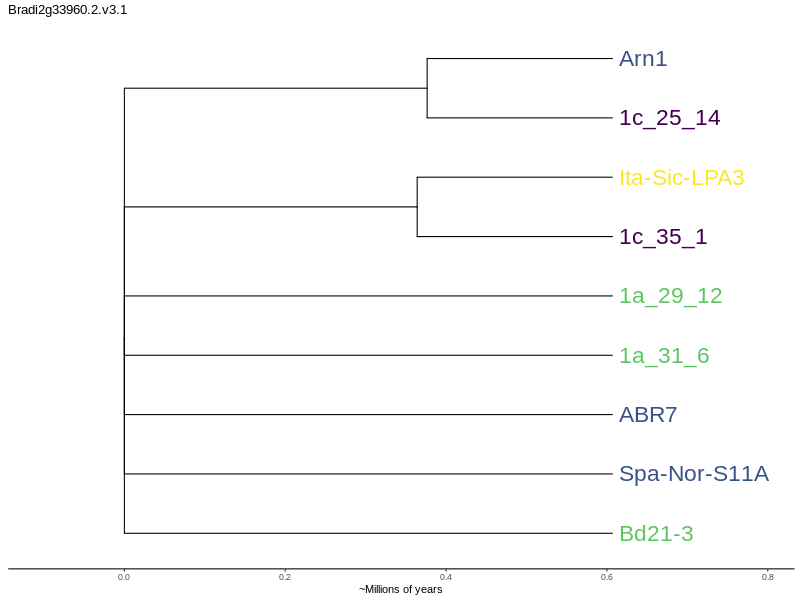 Bradi2g33960.2.v3.1
Arn1
1c_25_14
Ita-Sic-LPA3
1c_35_1
1a_29_12
1a_31_6
ABR7
Spa-Nor-S11A
Bd21-3
0.0 0.2 0.4 0.6 0.8
~Millions of years